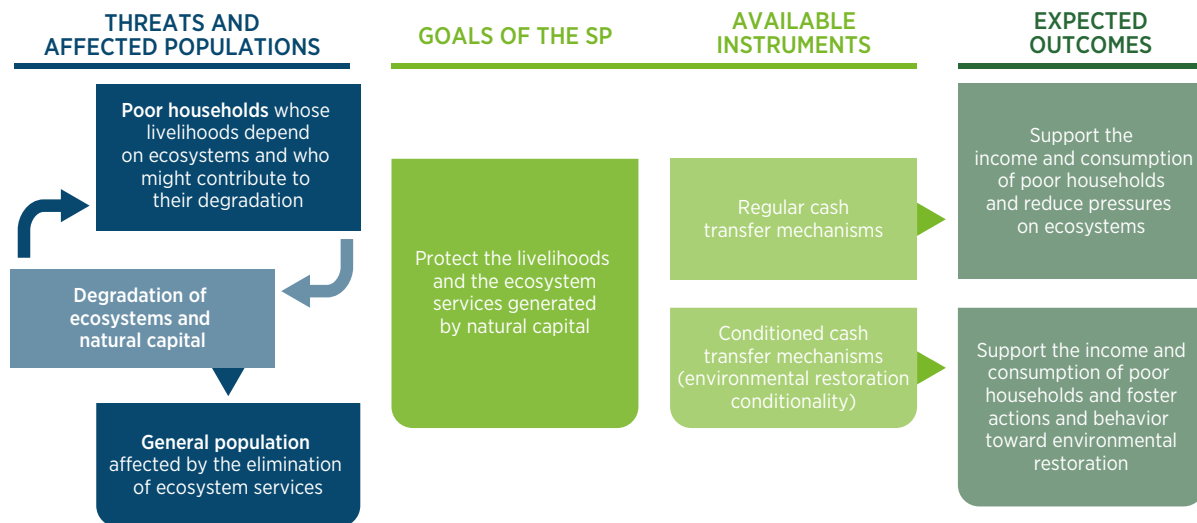 THREATS AND
AFFECTED POPULATIONS
Poor households whose
livelihoods depend
on ecosystems and who
might contribute to
their degradation
Degradation of
ecosystems and
natural capital
General population
affected by the elimination
of ecosystem services
GOALS OF THE SP
Protect the livelihoods
and the ecosystem
services generated
by natural capital
AVAILABLE
INSTRUMENTS
Regular cash
transfer mechanisms
Conditioned cash
transfer mechanisms
(environmental restoration
conditionality)
EXPECTED
OUTCOMES
Support the
income and consumption
of poor households
and reduce pressures
on ecosystems
Support the income and
consumption of poor
households and foster
actions and behavior
toward environmental
restoration